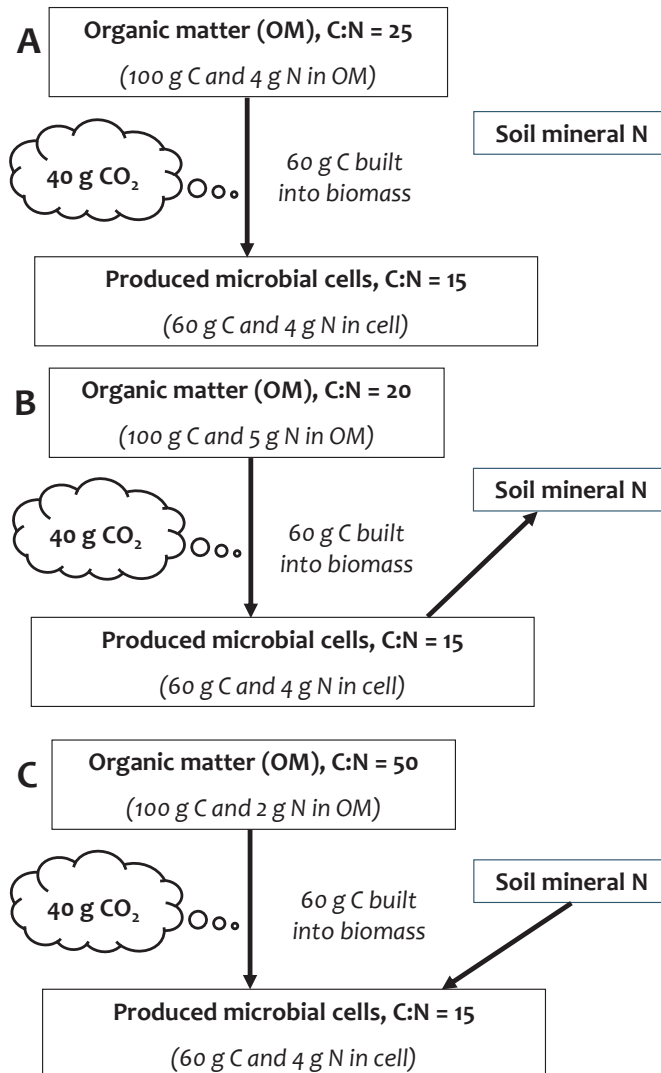 A
Organic matter (OM), C:N = 25
(100 g C and 4 g N in OM)
Soil mineral N
40 g CO₂
60 g C built
into biomass
Produced microbial cells, C:N = 15
(60 g C and 4 g N in cell)
B
Organic matter (OM), C:N = 20
(100 g C and 5 g N in OM)
Soil mineral N
40 g CO₂
60 g C built
into biomass
Produced microbial cells, C:N = 15
(60 g C and 4 g N in cell)
C
Organic matter (OM), C:N = 50
(100 g C and 2 g N in OM)
Soil mineral N
40 g CO₂
60 g C built
into biomass
Produced microbial cells, C:N = 15
(60 g C and 4 g N in cell)